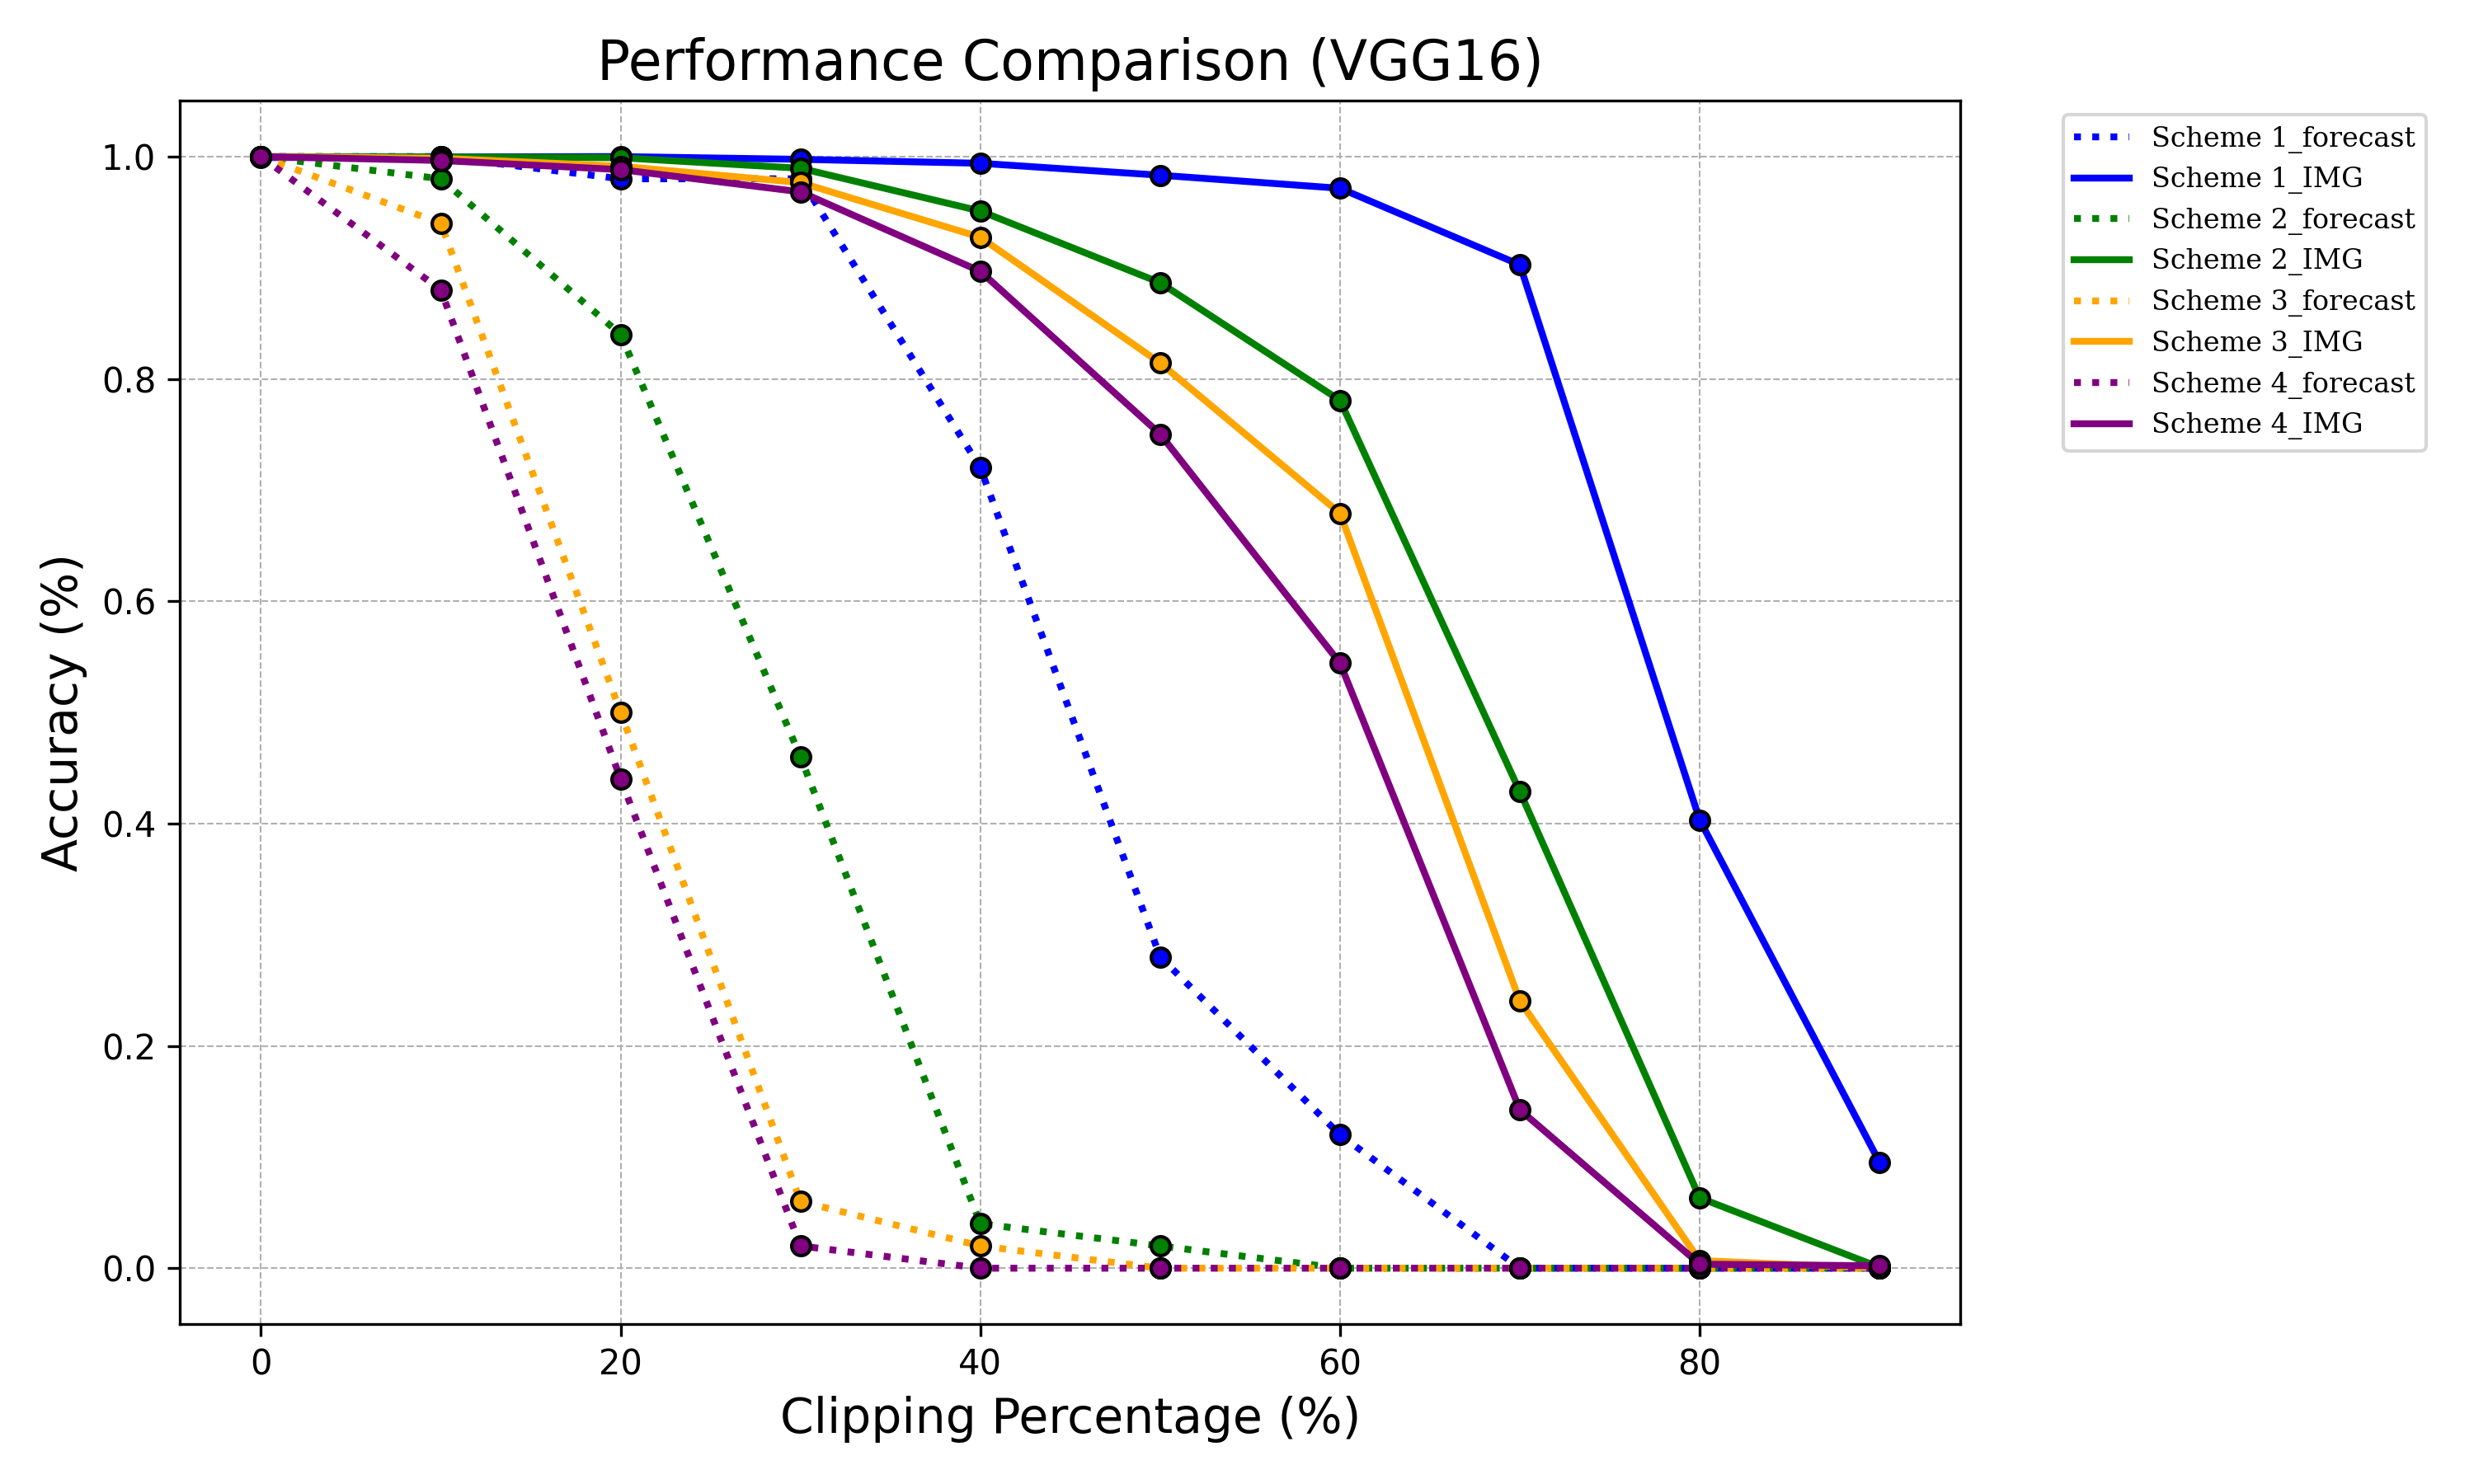 Performance Comparison (VGG16)
Accuracy (%)
1.0
0.8
0.6
0.4
0.2
0.0
0 20 40 60 80
Clipping Percentage (%)
Scheme 1_forecast
Scheme 1_IMG
Scheme 2_forecast
Scheme 2_IMG
Scheme 3_forecast
Scheme 3_IMG
Scheme 4_forecast
Scheme 4_IMG